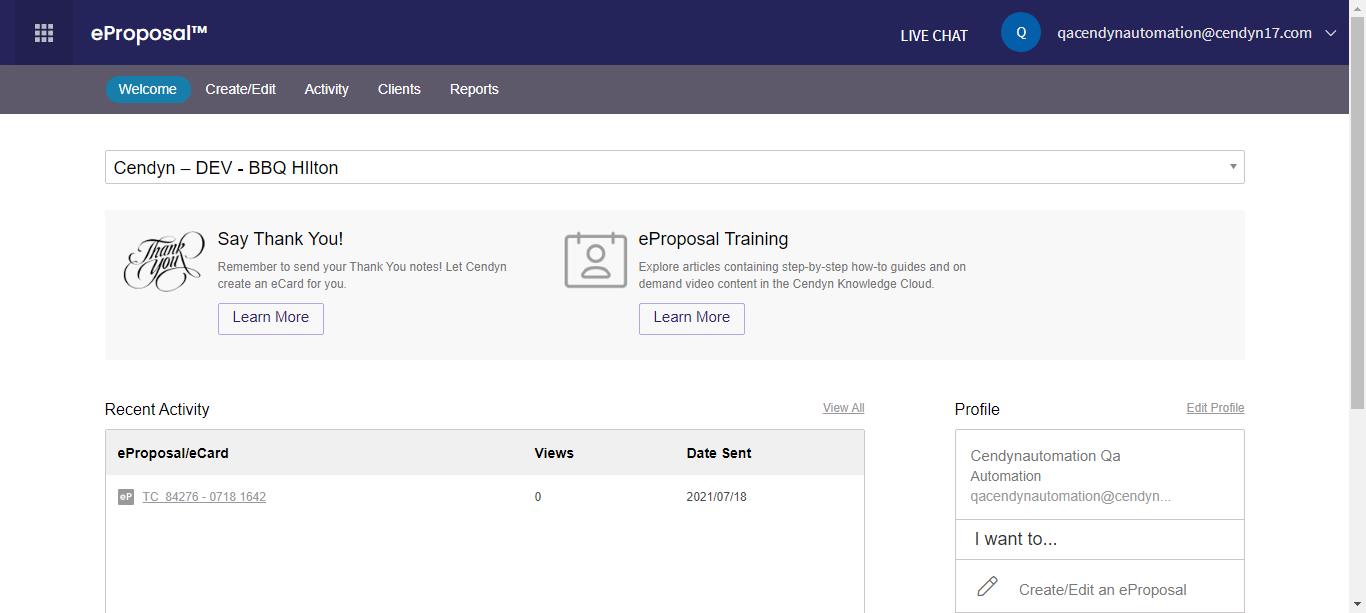 eProposal™
LIVE CHAT
Q
qacendynautomation@cendyn17.com
Welcome
Create/Edit
Activity
Clients
Reports
Cendyn – DEV - BBQ HIlton
Thank You
Say Thank You!
Remember to send your Thank You notes! Let Cendyn
create an eCard for you.
Learn More
eProposal Training
Explore articles containing step-by-step how-to guides and on
demand video content in the Cendyn Knowledge Cloud.
Learn More
Recent Activity
View All
eProposal/eCard
Views
Date Sent
eP
TC_84276 - 0718 1642
0
2021/07/18
Profile
Edit Profile
Cendynautomation Qa
Automation
qacendynautomation@cendyn...
I want to...
Create/Edit an eProposal